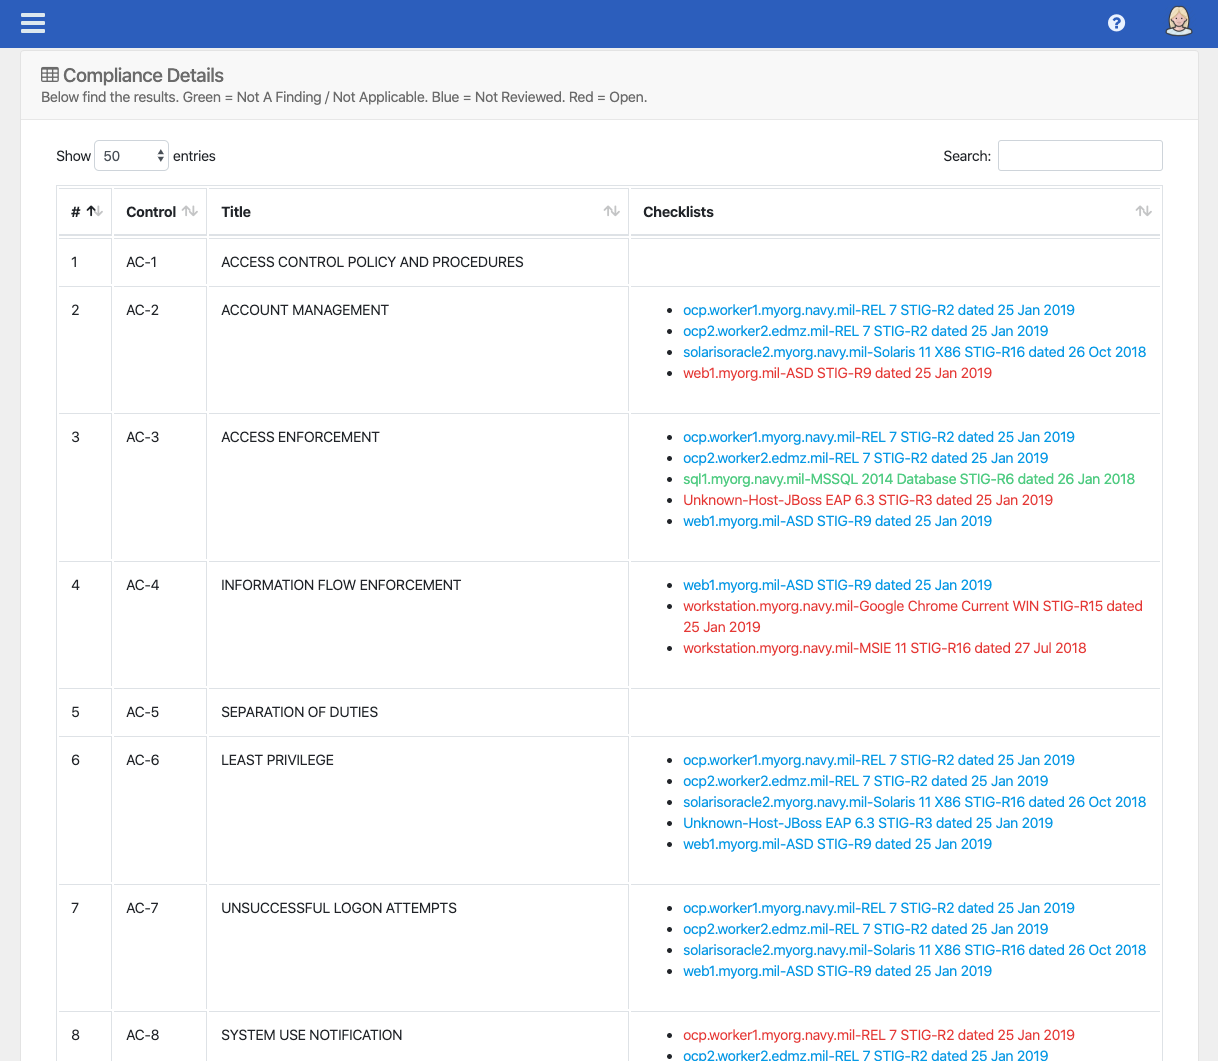 Compliance Details
Below find the results. Green = Not A Finding / Not Applicable. Blue = Not Reviewed. Red = Open.
Show 50 entries Search:
# Control Title Checklists
1 AC-1 ACCESS CONTROL POLICY AND PROCEDURES
2 AC-2 ACCOUNT MANAGEMENT ocp.worker1.myorg.navy.mil-REL 7 STIG-R2 dated 25 Jan 2019
ocp2.worker2.edmz.mil-REL 7 STIG-R2 dated 25 Jan 2019
solarisoracle2.myorg.navy.mil-Solaris 11 X86 STIG-R16 dated 26 Oct 2018
web1.myorg.mil-ASD STIG-R9 dated 25 Jan 2019
3 AC-3 ACCESS ENFORCEMENT ocp.worker1.myorg.navy.mil-REL 7 STIG-R2 dated 25 Jan 2019
ocp2.worker2.edmz.mil-REL 7 STIG-R2 dated 25 Jan 2019
sql1.myorg.navy.mil-MSSQL 2014 Database STIG-R6 dated 26 Jan 2018
Unknown-Host-JBoss EAP 6.3 STIG-R3 dated 25 Jan 2019
web1.myorg.mil-ASD STIG-R9 dated 25 Jan 2019
4 AC-4 INFORMATION FLOW ENFORCEMENT web1.myorg.mil-ASD STIG-R9 dated 25 Jan 2019
workstation.myorg.navy.mil-Google Chrome Current WIN STIG-R15 dated
25 Jan 2019
workstation.myorg.navy.mil-MSIE 11 STIG-R16 dated 27 Jul 2018
5 AC-5 SEPARATION OF DUTIES
6 AC-6 LEAST PRIVILEGE ocp.worker1.myorg.navy.mil-REL 7 STIG-R2 dated 25 Jan 2019
ocp2.worker2.edmz.mil-REL 7 STIG-R2 dated 25 Jan 2019
solarisoracle2.myorg.navy.mil-Solaris 11 X86 STIG-R16 dated 26 Oct 2018
Unknown-Host-JBoss EAP 6.3 STIG-R3 dated 25 Jan 2019
web1.myorg.mil-ASD STIG-R9 dated 25 Jan 2019
7 AC-7 UNSUCCESSFUL LOGON ATTEMPTS ocp.worker1.myorg.navy.mil-REL 7 STIG-R2 dated 25 Jan 2019
ocp2.worker2.edmz.mil-REL 7 STIG-R2 dated 25 Jan 2019
solarisoracle2.myorg.navy.mil-Solaris 11 X86 STIG-R16 dated 26 Oct 2018
web1.myorg.mil-ASD STIG-R9 dated 25 Jan 2019
8 AC-8 SYSTEM USE NOTIFICATION ocp.worker1.myorg.navy.mil-REL 7 STIG-R2 dated 25 Jan 2019
ocp2.worker2.edmz.mil-REL 7 STIG-R2 dated 25 Jan 2019